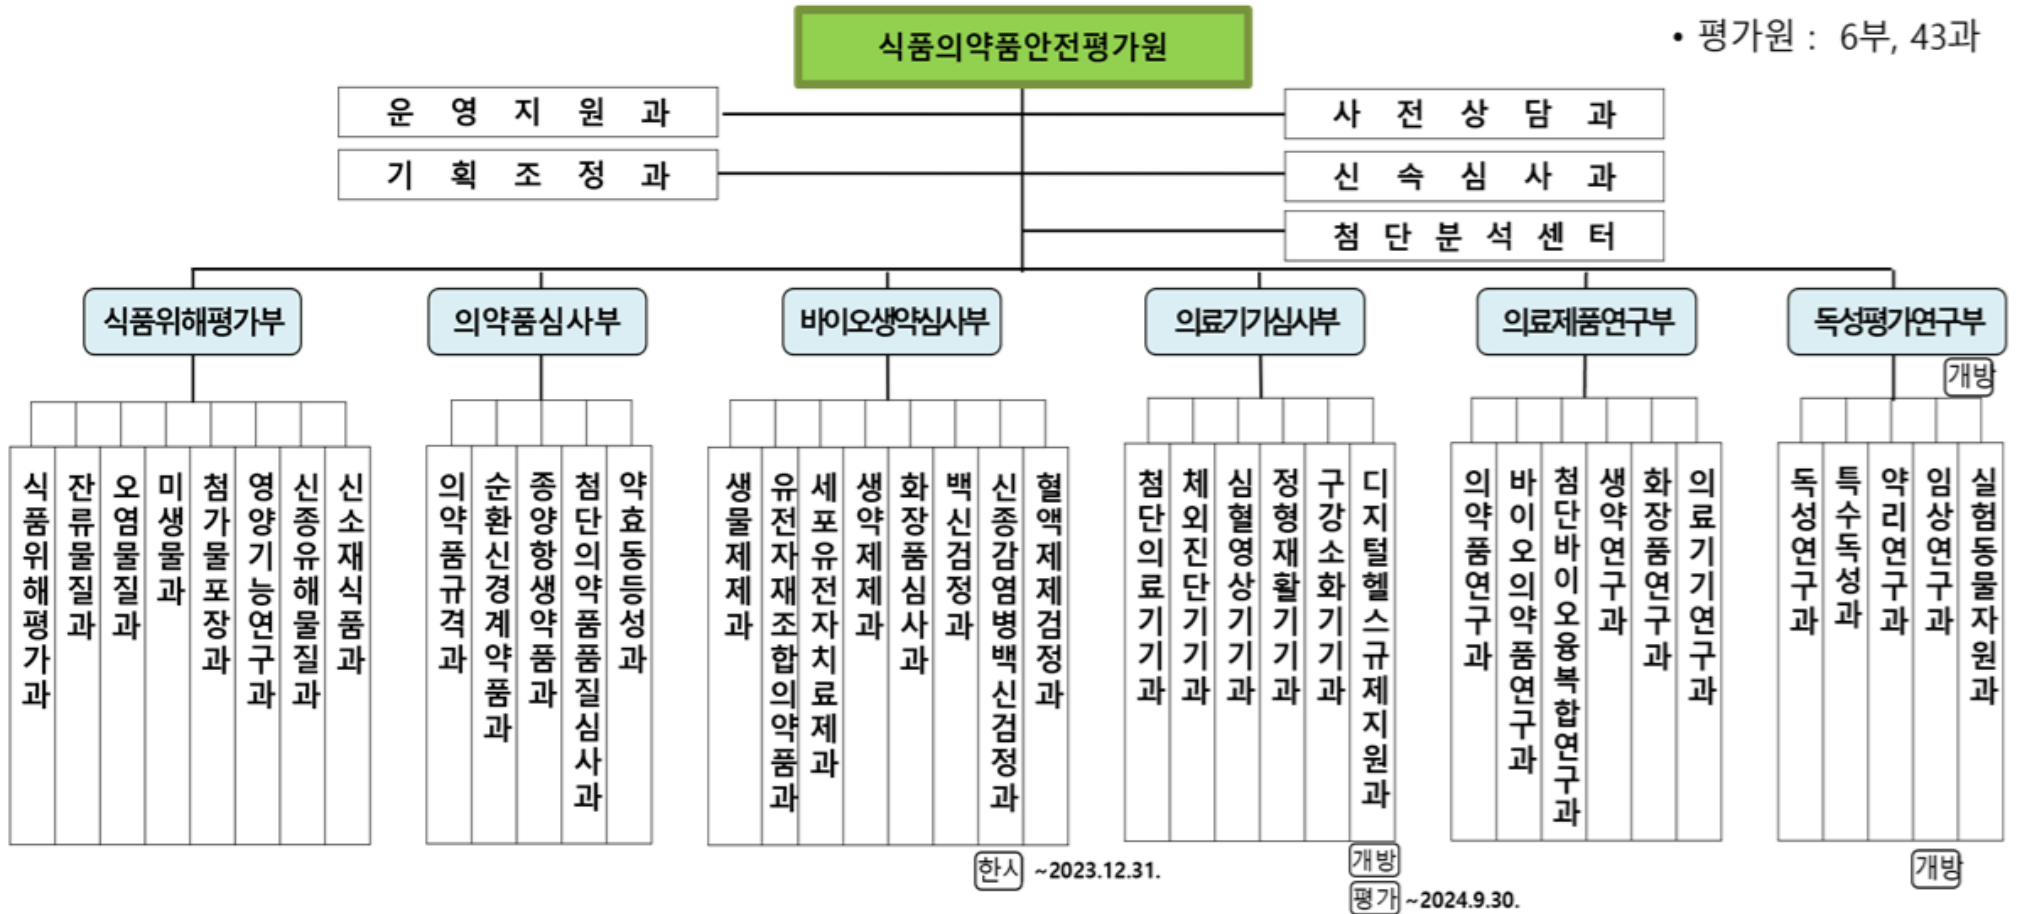 식품의약품안전평가원
• 평가원 : 6부, 43과
운영지원과
사전상담과
기획조정과
신속심사과
첨단분석센터
식품위해평가부
의약품심사부
바이오생약심사부
의료기기심사부
의료제품연구부
독성평가연구부
개방
식품위해평가과
잔류물질과
오염물질과
미생물과
첨가물포장과
영양기능연구과
신종유해물질과
신소재식품과
의약품규격과
순환신경계약품과
종양항생약품과
첨단의약품품질심사과
약효동등성과
생물제제과
유전자재조합의약품과
세포유전자치료제과
생약제제과
화장품심사과
백신검정과
신종감염병백신검정과
혈액제제검정과
첨단의료기기과
체외진단기기과
심혈영상기기과
정형재활기기과
구강소화기기과
디지털헬스규제지원과
의약품연구과
바이오의약품연구과
첨단바이오융복합연구과
생약연구과
화장품연구과
의료기기연구과
독성연구과
특수독성과
약리연구과
임상연구과
실험동물자원과
한시 ~2023.12.31.
개방
평가 ~2024.9.30.
개방